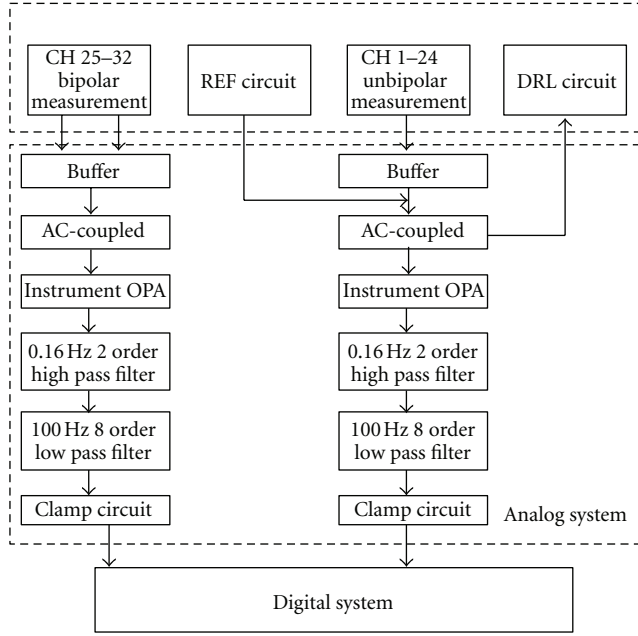 CH 25–32
bipolar
measurement
REF circuit
CH 1–24
unbipolar
measurement
DRL circuit
Buffer
Buffer
AC-coupled
AC-coupled
Instrument OPA
Instrument OPA
0.16 Hz 2 order
high pass filter
0.16 Hz 2 order
high pass filter
100 Hz 8 order
low pass filter
100 Hz 8 order
low pass filter
Clamp circuit
Clamp circuit
Analog system
Digital system